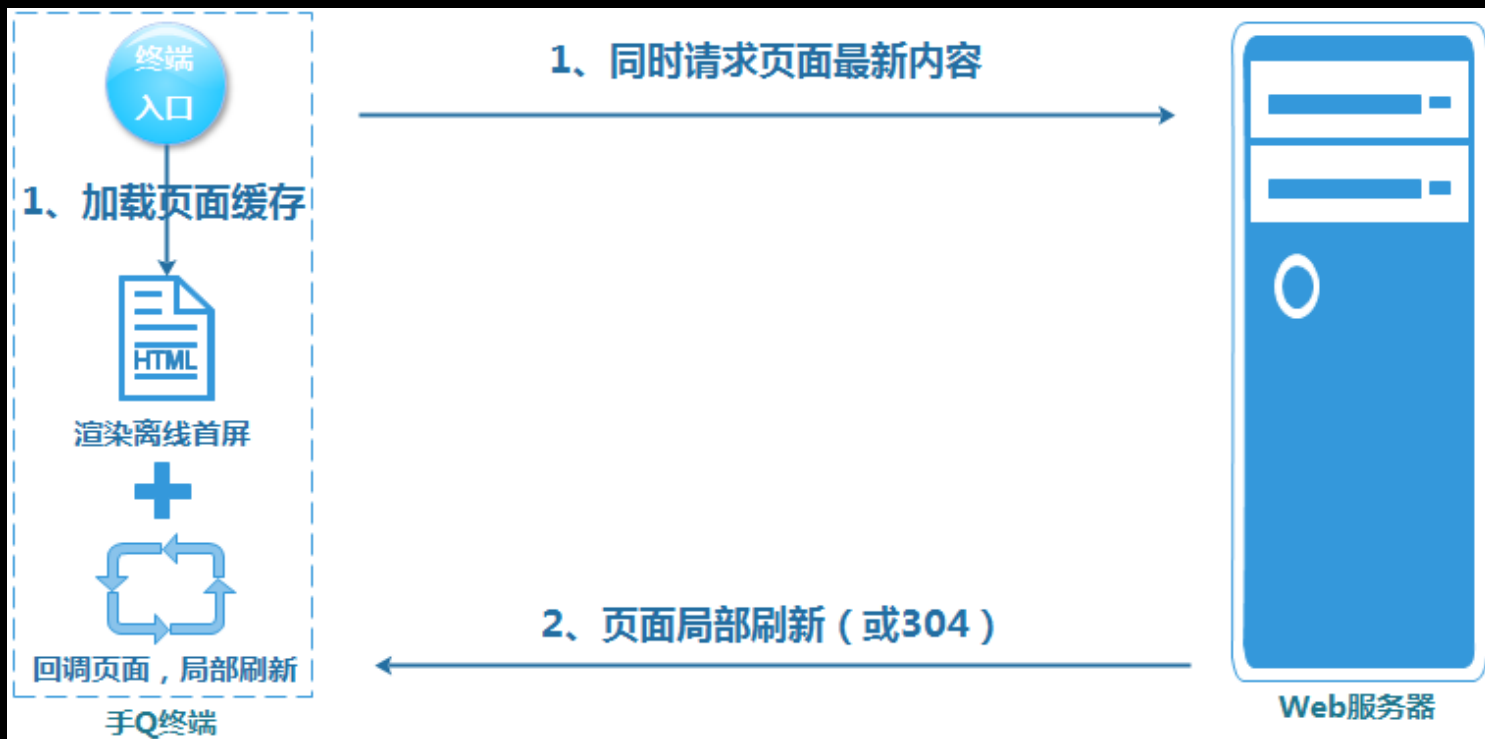 终端
入口
1、同时请求页面最新内容
1、加载页面缓存
HTML
渲染离线首屏
2、页面局部刷新（或304）
回调页面，局部刷新
手Q终端
Web服务器